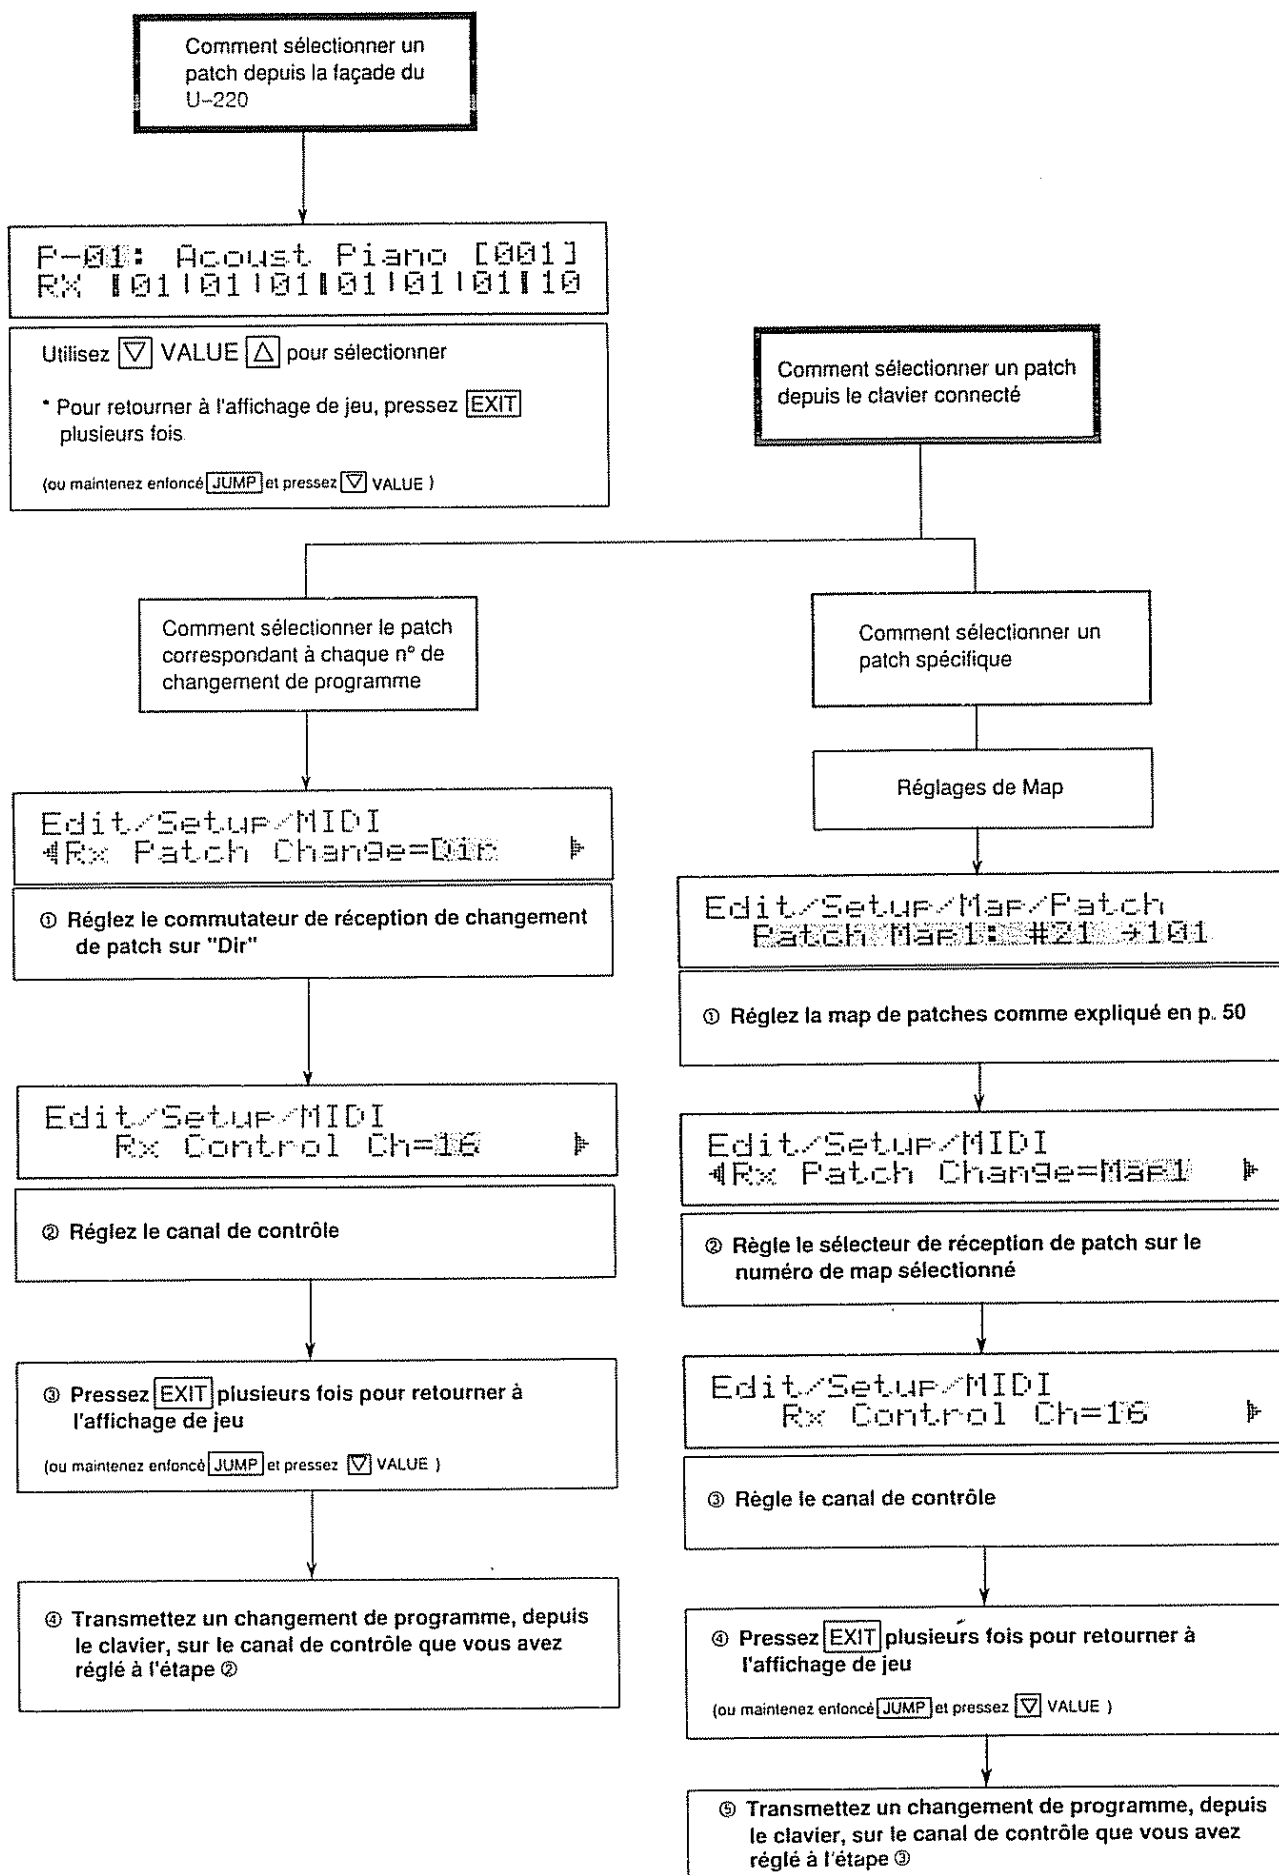 Comment sélectionner un
patch depuis la façade du
U-220
P-01: Acoust Piano [001]
RX ▌01|01|01▌01|01|01▌10
Utilisez ▽ VALUE △ pour sélectionner
* Pour retourner à l'affichage de jeu, pressez EXIT
plusieurs fois.
(ou maintenez enfoncé JUMP et pressez ▽ VALUE )
Comment sélectionner un patch
depuis le clavier connecté
Comment sélectionner le patch
correspondant à chaque n° de
changement de programme
Edit/Setup/MIDI
◀Rx Patch Change=Dir ▶
① Réglez le commutateur de réception de changement
de patch sur "Dir"
Edit/Setup/MIDI
Rx Control Ch=16 ▶
② Réglez le canal de contrôle
③ Pressez EXIT plusieurs fois pour retourner à
l'affichage de jeu
(ou maintenez enfoncé JUMP et pressez ▽ VALUE )
④ Transmettez un changement de programme, depuis
le clavier, sur le canal de contrôle que vous avez
réglé à l'étape ②
Comment sélectionner un
patch spécifique
Réglages de Map
Edit/Setup/Map/Patch
Patch Map1: #21 →101
① Réglez la map de patches comme expliqué en p. 50
Edit/Setup/MIDI
◀Rx Patch Change=Map1 ▶
② Règle le sélecteur de réception de patch sur le
numéro de map sélectionné
Edit/Setup/MIDI
Rx Control Ch=16 ▶
③ Règle le canal de contrôle
④ Pressez EXIT plusieurs fois pour retourner à
l'affichage de jeu
(ou maintenez enfoncé JUMP et pressez ▽ VALUE )
⑤ Transmettez un changement de programme, depuis
le clavier, sur le canal de contrôle que vous avez
réglé à l'étape ③